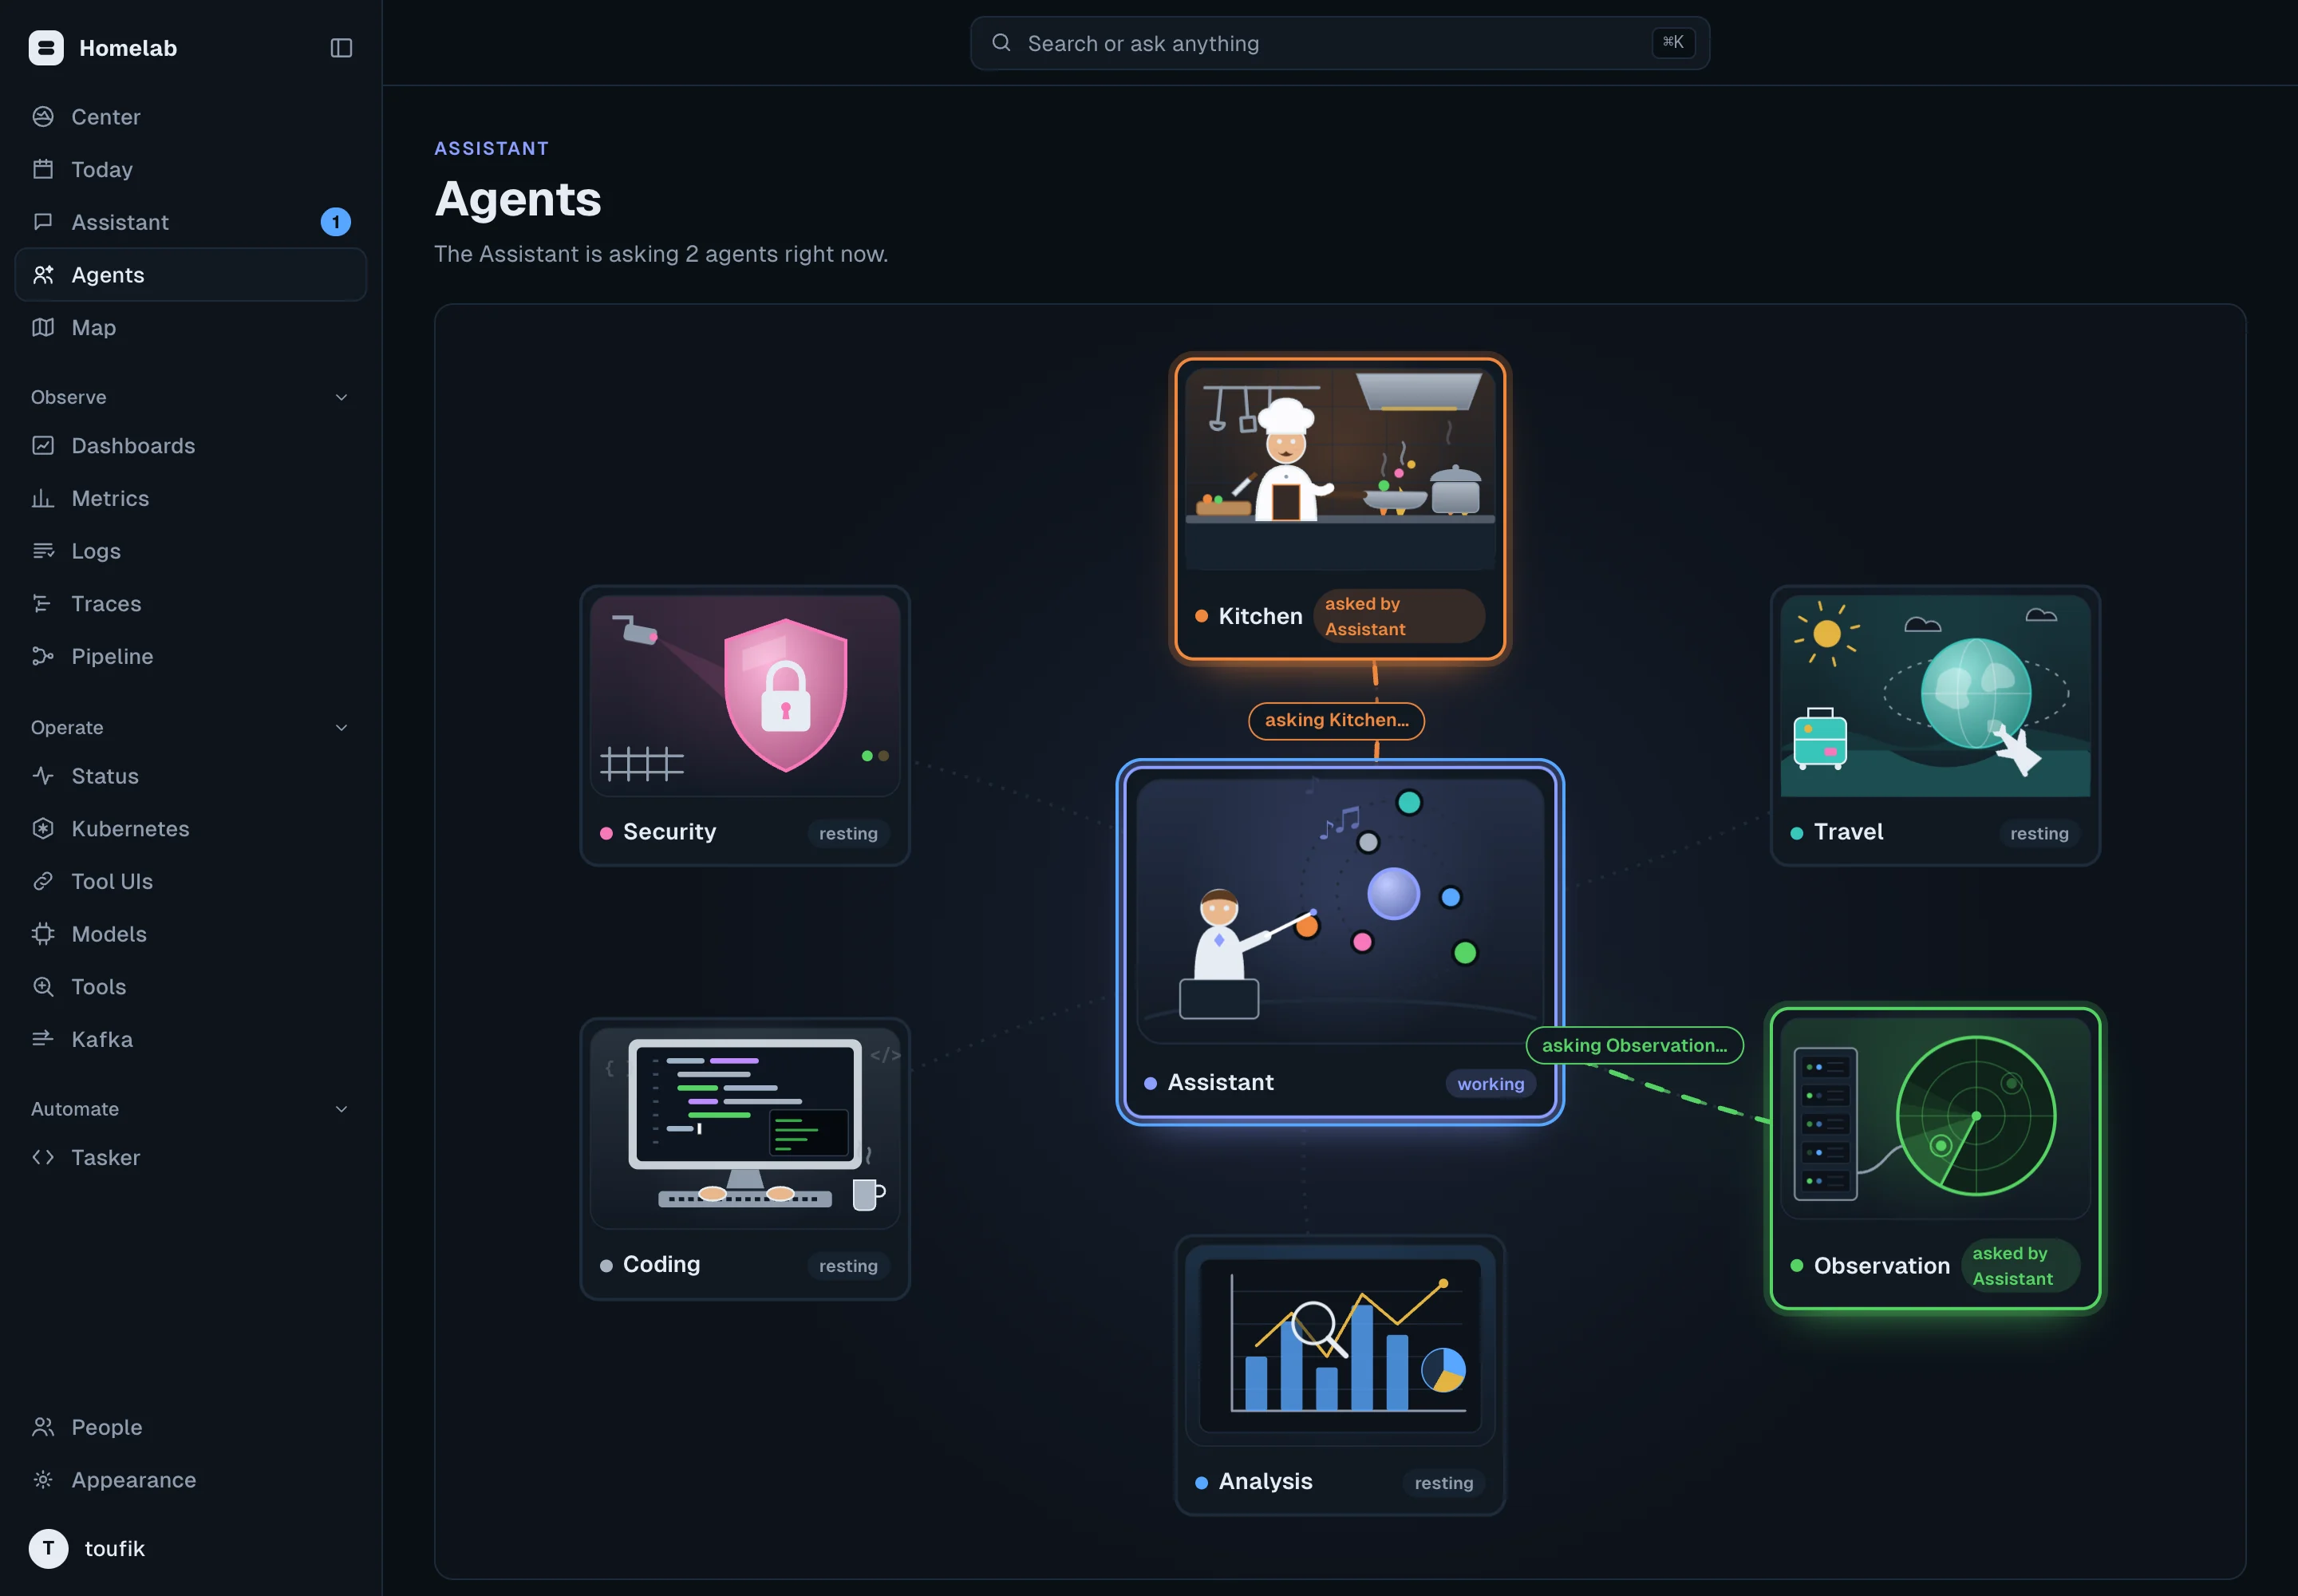 Homelab
Search or ask anything
⌘K
Center
Today
Assistant
1
Agents
Map
Observe
Dashboards
Metrics
Logs
Traces
Pipeline
Operate
Status
Kubernetes
Tool UIs
Models
Tools
Kafka
Automate
Tasker
People
Appearance
T
toufik
ASSISTANT
Agents
The Assistant is asking 2 agents right now.
Kitchen
asked by
Assistant
asking Kitchen...
Security
resting
Travel
resting
Assistant
working
asking Observation...
{ }
</>
Coding
resting
Observation
asked by
Assistant
Analysis
resting